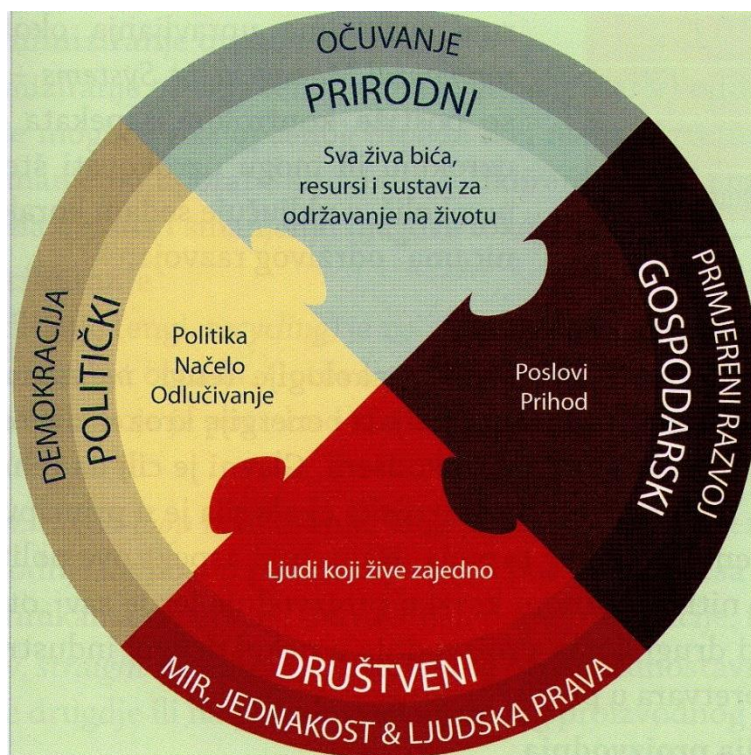 OČUVANJE
PRIRODNI
Sva živa bića,
resursi i sustavi za
održavanje na životu
DEMOKRACIJA
POLITIČKI
Politika
Načelo
Odlučivanje
PRIMJERENI RAZVOJ
GOSPODARSKI
Poslovi
Prihod
Ljudi koji žive zajedno
DRUŠTVENI
MIR, JEDNAKOST & LJUDSKA PRAVA